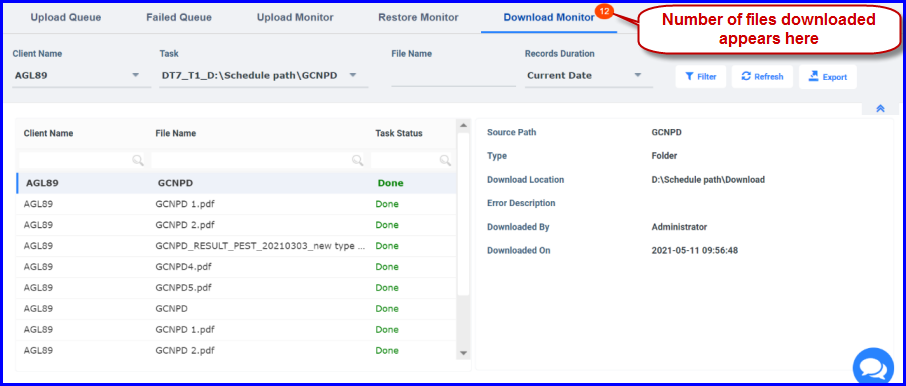 Upload Queue Failed Queue Upload Monitor Restore Monitor Download Monitor 12
Number of files downloaded
appears here
Client Name Task File Name Records Duration
AGL89 DT7_T1_D:\Schedule path\GCNPD Current Date Filter Refresh Export
Client Name File Name Task Status
AGL89 GCNPD Done
AGL89 GCNPD 1.pdf Done
AGL89 GCNPD 2.pdf Done
AGL89 GCNPD_RESULT_PEST_20210303_new type ... Done
AGL89 GCNPD4.pdf Done
AGL89 GCNPD5.pdf Done
AGL89 GCNPD Done
AGL89 GCNPD 1.pdf Done
AGL89 GCNPD 2.pdf Done
Source Path GCNPD
Type Folder
Download Location D:\Schedule path\Download
Error Description
Downloaded By Administrator
Downloaded On 2021-05-11 09:56:48